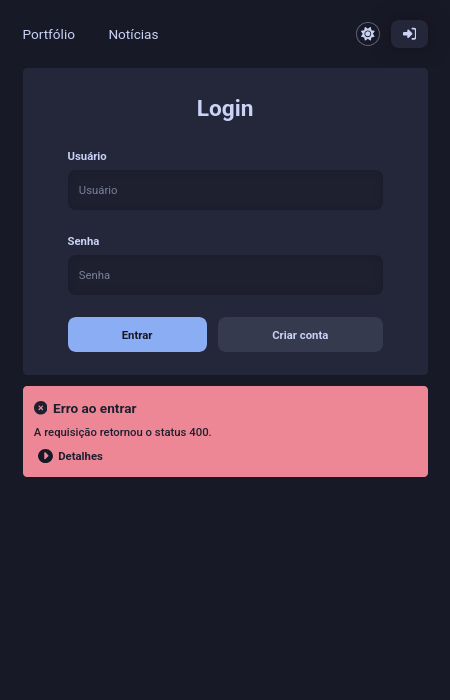 Portfólio Notícias
Login
Usuário
Usuário
Senha
Senha
Entrar Criar conta
Erro ao entrar
A requisição retornou o status 400.
Detalhes